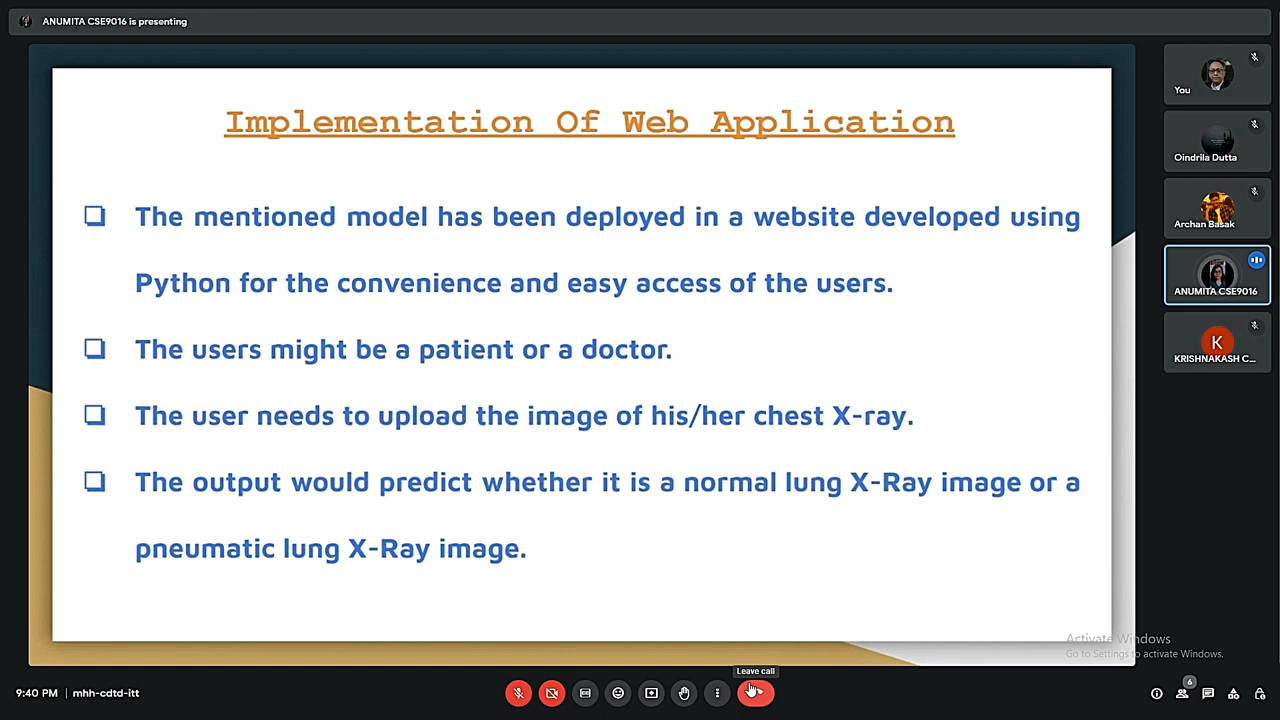 ANUMITA CSE9016 is presenting
Implementation Of Web Application
The mentioned model has been deployed in a website developed using
Python for the convenience and easy access of the users.
The users might be a patient or a doctor.
The user needs to upload the image of his/her chest X-ray.
The output would predict whether it is a normal lung X-Ray image or a
pneumatic lung X-Ray image.
You
Oindrila Dutta
Archan Basak
ANUMITA CSE9016
K
KRISHNAKASH C...
Activate Windows
Go to Settings to activate Windows.
Leave call
9:40 PM | mhh-cdtd-itt
6